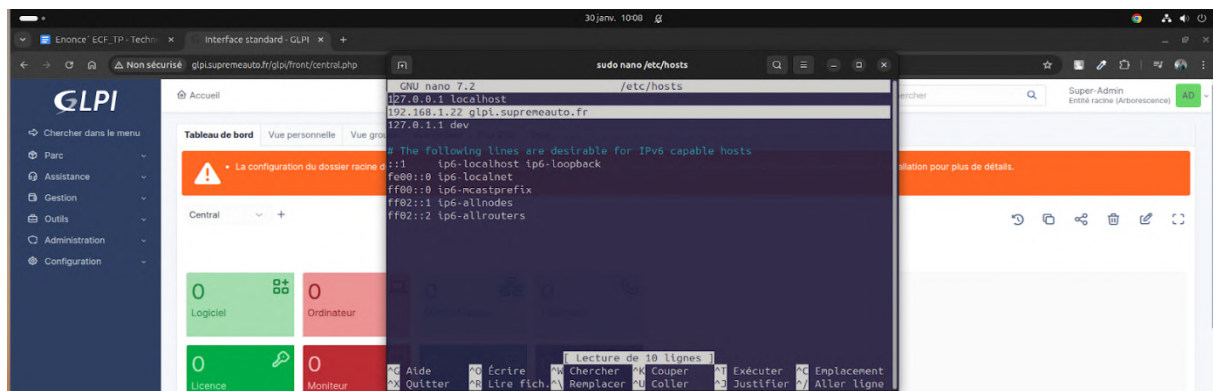 30 janv. 10:08
Enonce ECF_TP - Techn
Interface standard - GLPI
Non sécurisé glpi.supremeauto.fr/glpi/front/central.php
sudo nano /etc/hosts
GLPI
Accueil
ercher
Super-Admin
Entité racine (Arborescence)
AD
Chercher dans le menu
Parc
Assistance
Gestion
Outils
Administration
Configuration
Tableau de bord Vue personnelle Vue grou
• La configuration du dossier racine d
allation pour plus de détails.
Central
0
Logiciel
0
Ordinateur
0
Licence
0
Moniteur
GNU nano 7.2 /etc/hosts
127.0.0.1 localhost
192.168.1.22 glpi.supremeauto.fr
127.0.1.1 dev
# The following lines are desirable for IPv6 capable hosts
::1 ip6-localhost ip6-loopback
fe00::0 ip6-localnet
ff00::0 ip6-mcastprefix
ff02::1 ip6-allnodes
ff02::2 ip6-allrouters
[ Lecture de 10 lignes ]
^G Aide ^O Écrire ^W Chercher ^K Couper ^T Exécuter ^C Emplacement
^X Quitter ^R Lire fich. ^\ Remplacer ^U Coller ^J Justifier ^/ Aller ligne